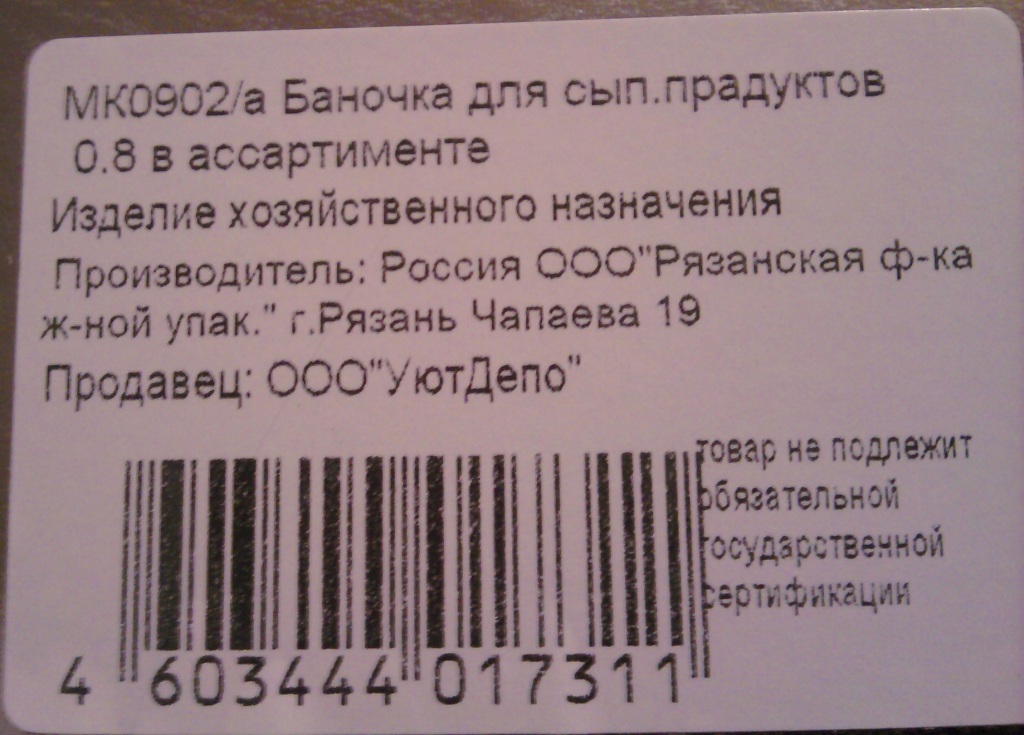 МК0902/а Баночка для сып.прадуктов
0.8 в ассартименте
Изделие хозяйственного назначения
Производитель: Россия ООО"Рязанская ф-ка
ж-ной упак." г.Рязань Чапаева 19
Продавец: ООО"УютДепо"
товар не подлежит
обязательной
государственной
сертификации
4 603444 017311